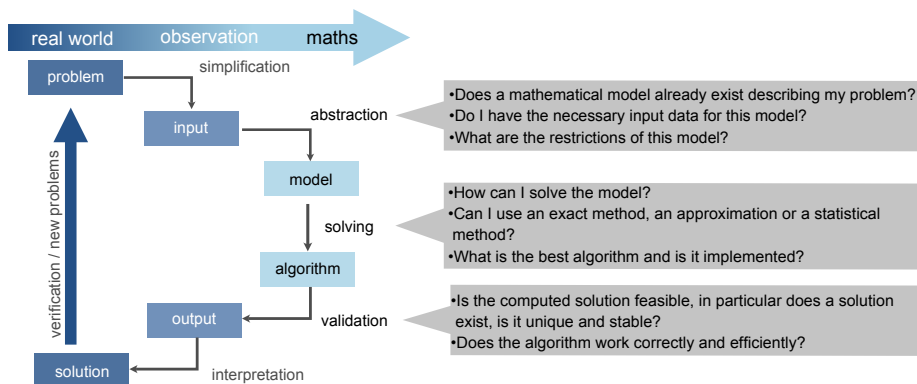 real world
observation
maths
simplification
problem
abstraction
•Does a mathematical model already exist describing my problem?
•Do I have the necessary input data for this model?
•What are the restrictions of this model?
input
model
•How can I solve the model?
•Can I use an exact method, an approximation or a statistical
method?
•What is the best algorithm and is it implemented?
solving
algorithm
verification / new problems
•Is the computed solution feasible, in particular does a solution
exist, is it unique and stable?
•Does the algorithm work correctly and efficiently?
output
validation
solution
interpretation